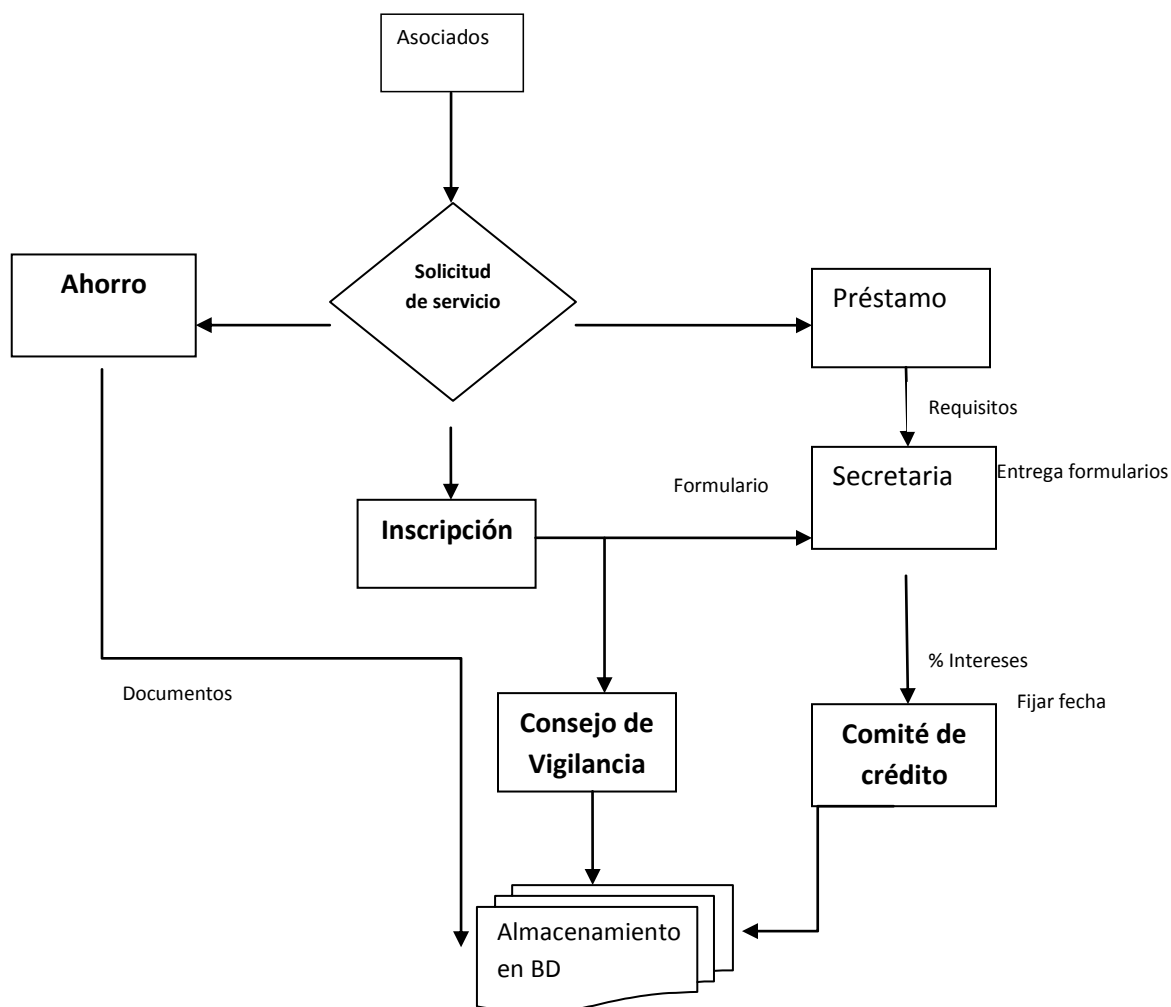 Asociados
Solicitud
de servicio
Ahorro
Préstamo
Requisitos
Formulario
Secretaria
Entrega formularios
Inscripción
% Intereses
Fijar fecha
Documentos
Consejo de
Vigilancia
Comité de
crédito
Almacenamiento
en BD